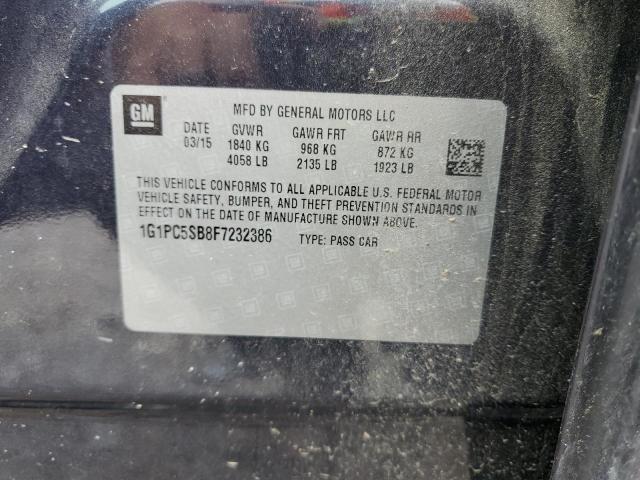 GM
MFD BY GENERAL MOTORS LLC
DATE GVWR GAWR FRT GAWR RR
03/15 1840 KG 968 KG 872 KG
4058 LB 2135 LB 1923 LB
THIS VEHICLE CONFORMS TO ALL APPLICABLE U.S. FEDERAL MOTOR
VEHICLE SAFETY, BUMPER, AND THEFT PREVENTION STANDARDS IN
EFFECT ON THE DATE OF MANUFACTURE SHOWN ABOVE.
1G1PC5SB8F7232386 TYPE: PASS CAR